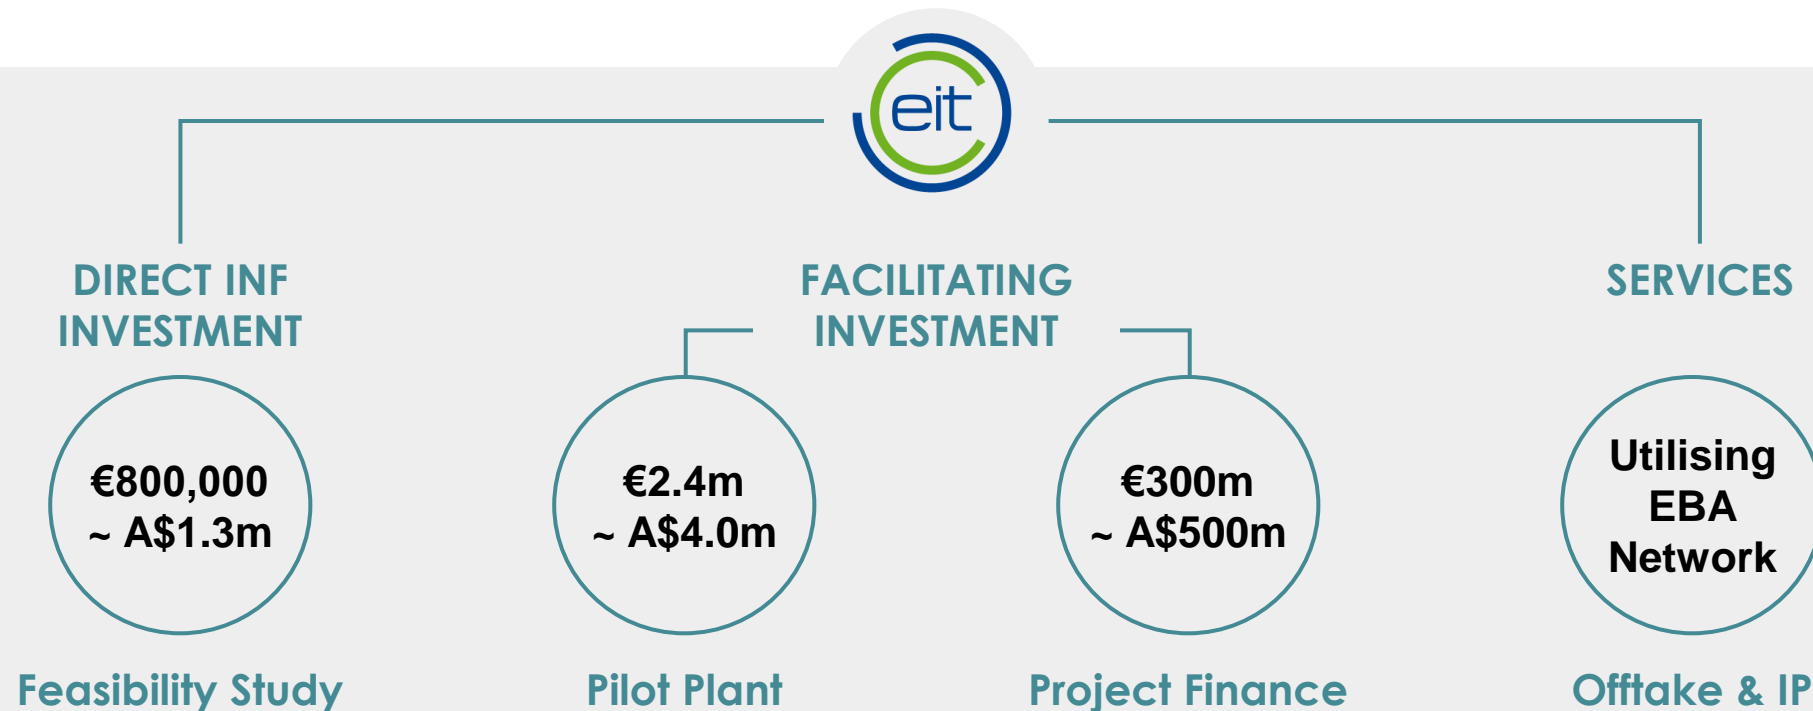 eit
DIRECT INF
INVESTMENT
FACILITATING
INVESTMENT
SERVICES
€800,000
~ A$1.3m
€2.4m
~ A$4.0m
€300m
~ A$500m
Utilising
EBA
Network
Feasibility Study
Pilot Plant
Project Finance
Offtake & IP